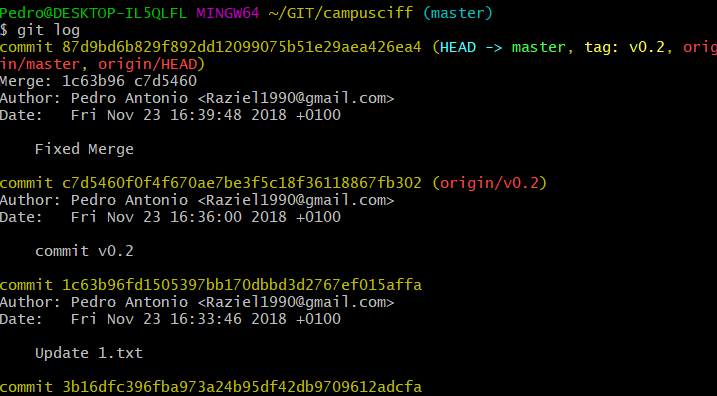 Pedro@DESKTOP-IL5QLFL MINGW64 ~/GIT/campusciff (master)
$ git log
commit 87d9bd6b829f892dd12099075b51e29aea426ea4 (HEAD -> master, tag: v0.2, orig
in/master, origin/HEAD)
Merge: 1c63b96 c7d5460
Author: Pedro Antonio <Raziel1990@gmail.com>
Date:   Fri Nov 23 16:39:48 2018 +0100
    Fixed Merge
commit c7d5460f0f4f670ae7be3f5c18f36118867fb302 (origin/v0.2)
Author: Pedro Antonio <Raziel1990@gmail.com>
Date:   Fri Nov 23 16:36:00 2018 +0100
    commit v0.2
commit 1c63b96fd1505397bb170dbbd3d2767ef015affa
Author: Pedro Antonio <Raziel1990@gmail.com>
Date:   Fri Nov 23 16:33:46 2018 +0100
    Update 1.txt
commit 3b16dfc396fba973a24b95df42db9709612adcfa